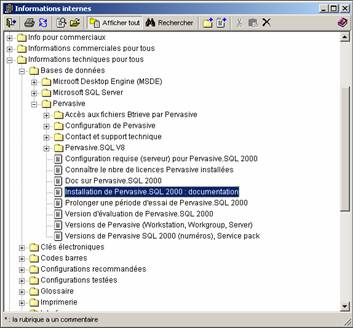 Informations internes
Afficher tout
Rechercher
Info pour commerciaux
Informations commerciales pour tous
Informations techniques pour tous
Bases de données
Microoft Desktop Engine (MSDE)
Microsoft SQL Server
Pervasive
Accès aux fichiers Btrieve par Pervasive
Configuration de Pervasive
Contact et support technique
Pervasive.SQL V8
Configuration requise (serveur) pour Pervasive.SQL 2000
Connaître le nbre de licences Pervasive installées
Doc sur Pervasive.SQL 2000
Installation de Pervasive.SQL 2000 : documentation
Prolonger une période d'essai de Pervasive.SQL 2000
Version d'évaluation de Pervasive.SQL 2000
Versions de Pervasive (Workstation, Workgroup, Server)
Versions de Pervasive SQL 2000 (numéros), Service pack
Clés électroniques
Codes barres
Configurations recommandées
Configurations testées
Glossaire
Imprimerie
* : la rubrique a un commentaire